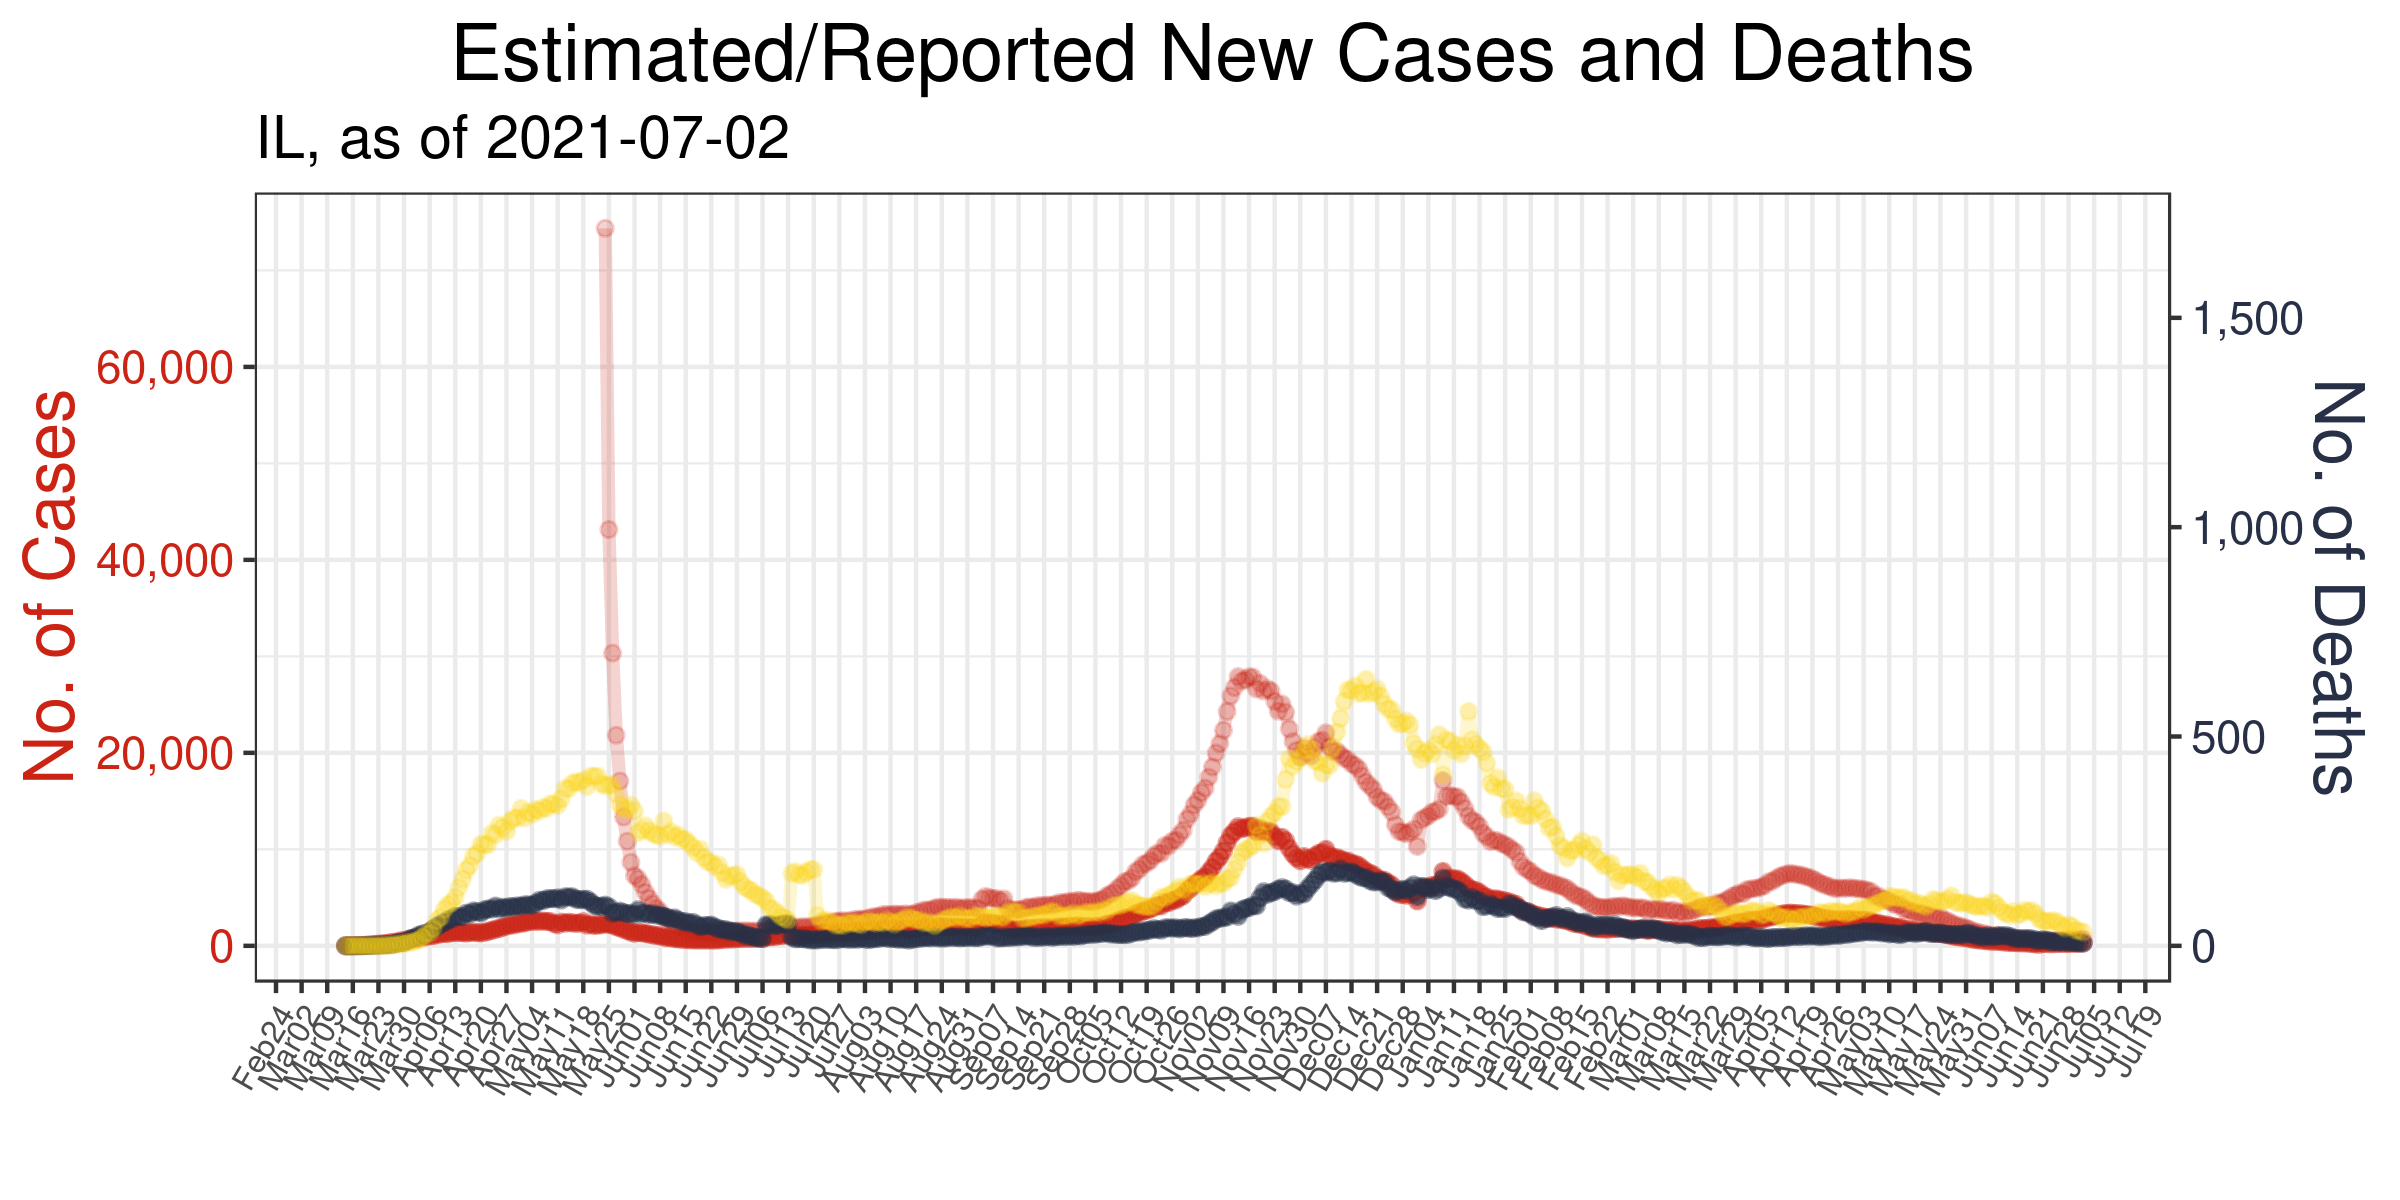 Estimated/Reported New Cases and Deaths
IL, as of 2021-07-02
No. of Cases
60,000
40,000
20,000
0
1,500
1,000
500
0
No. of Deaths
Feb24
Mar02
Mar09
Mar16
Mar23
Mar30
Apr06
Apr13
Apr20
Apr27
May04
May11
May18
May25
Jun01
Jun08
Jun15
Jun22
Jun29
Jul06
Jul13
Jul20
Jul27
Aug03
Aug10
Aug17
Aug24
Aug31
Sep07
Sep14
Sep21
Sep28
Oct05
Oct12
Oct19
Oct26
Nov02
Nov09
Nov16
Nov23
Nov30
Dec07
Dec14
Dec21
Dec28
Jan04
Jan11
Jan18
Jan25
Feb01
Feb08
Feb15
Feb22
Mar01
Mar08
Mar15
Mar22
Mar29
Apr05
Apr12
Apr19
Apr26
May03
May10
May17
May24
May31
Jun07
Jun14
Jun21
Jun28
Jul05
Jul12
Jul19